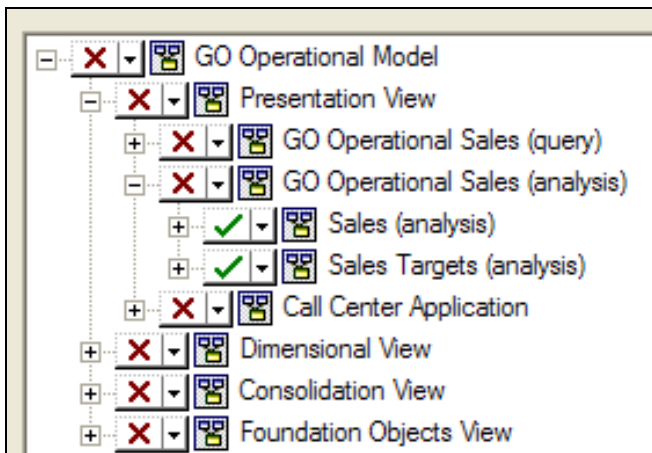 GO Operational Model
Presentation View
GO Operational Sales (query)
GO Operational Sales (analysis)
Sales (analysis)
Sales Targets (analysis)
Call Center Application
Dimensional View
Consolidation View
Foundation Objects View